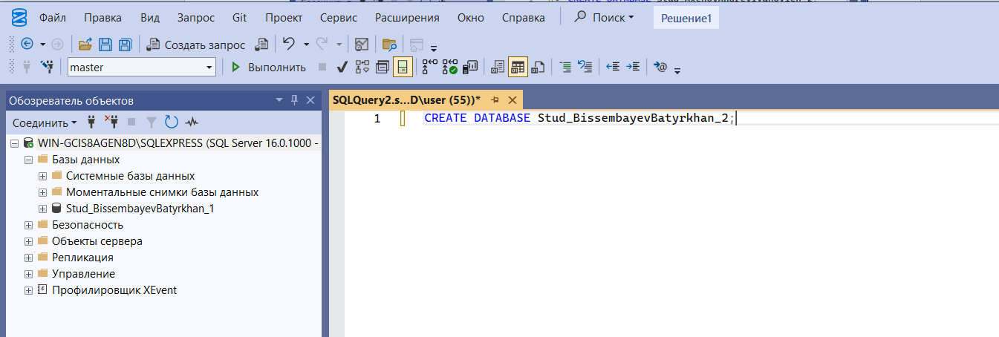 Файл Правка Вид Запрос Git Проект Сервис Расширения Окно Справка Поиск Решение1
Создать запрос
master Выполнить
Обозреватель объектов
SQLQuery2.s...D\user (55))*
Соединить
1 CREATE DATABASE Stud_BissembayevBatyrkhan_2;
WIN-GCIS8AGEN8D\SQLEXPRESS (SQL Server 16.0.1000 -
Базы данных
Системные базы данных
Моментальные снимки базы данных
Stud_BissembayevBatyrkhan_1
Безопасность
Объекты сервера
Репликация
Управление
Профилировщик XEvent